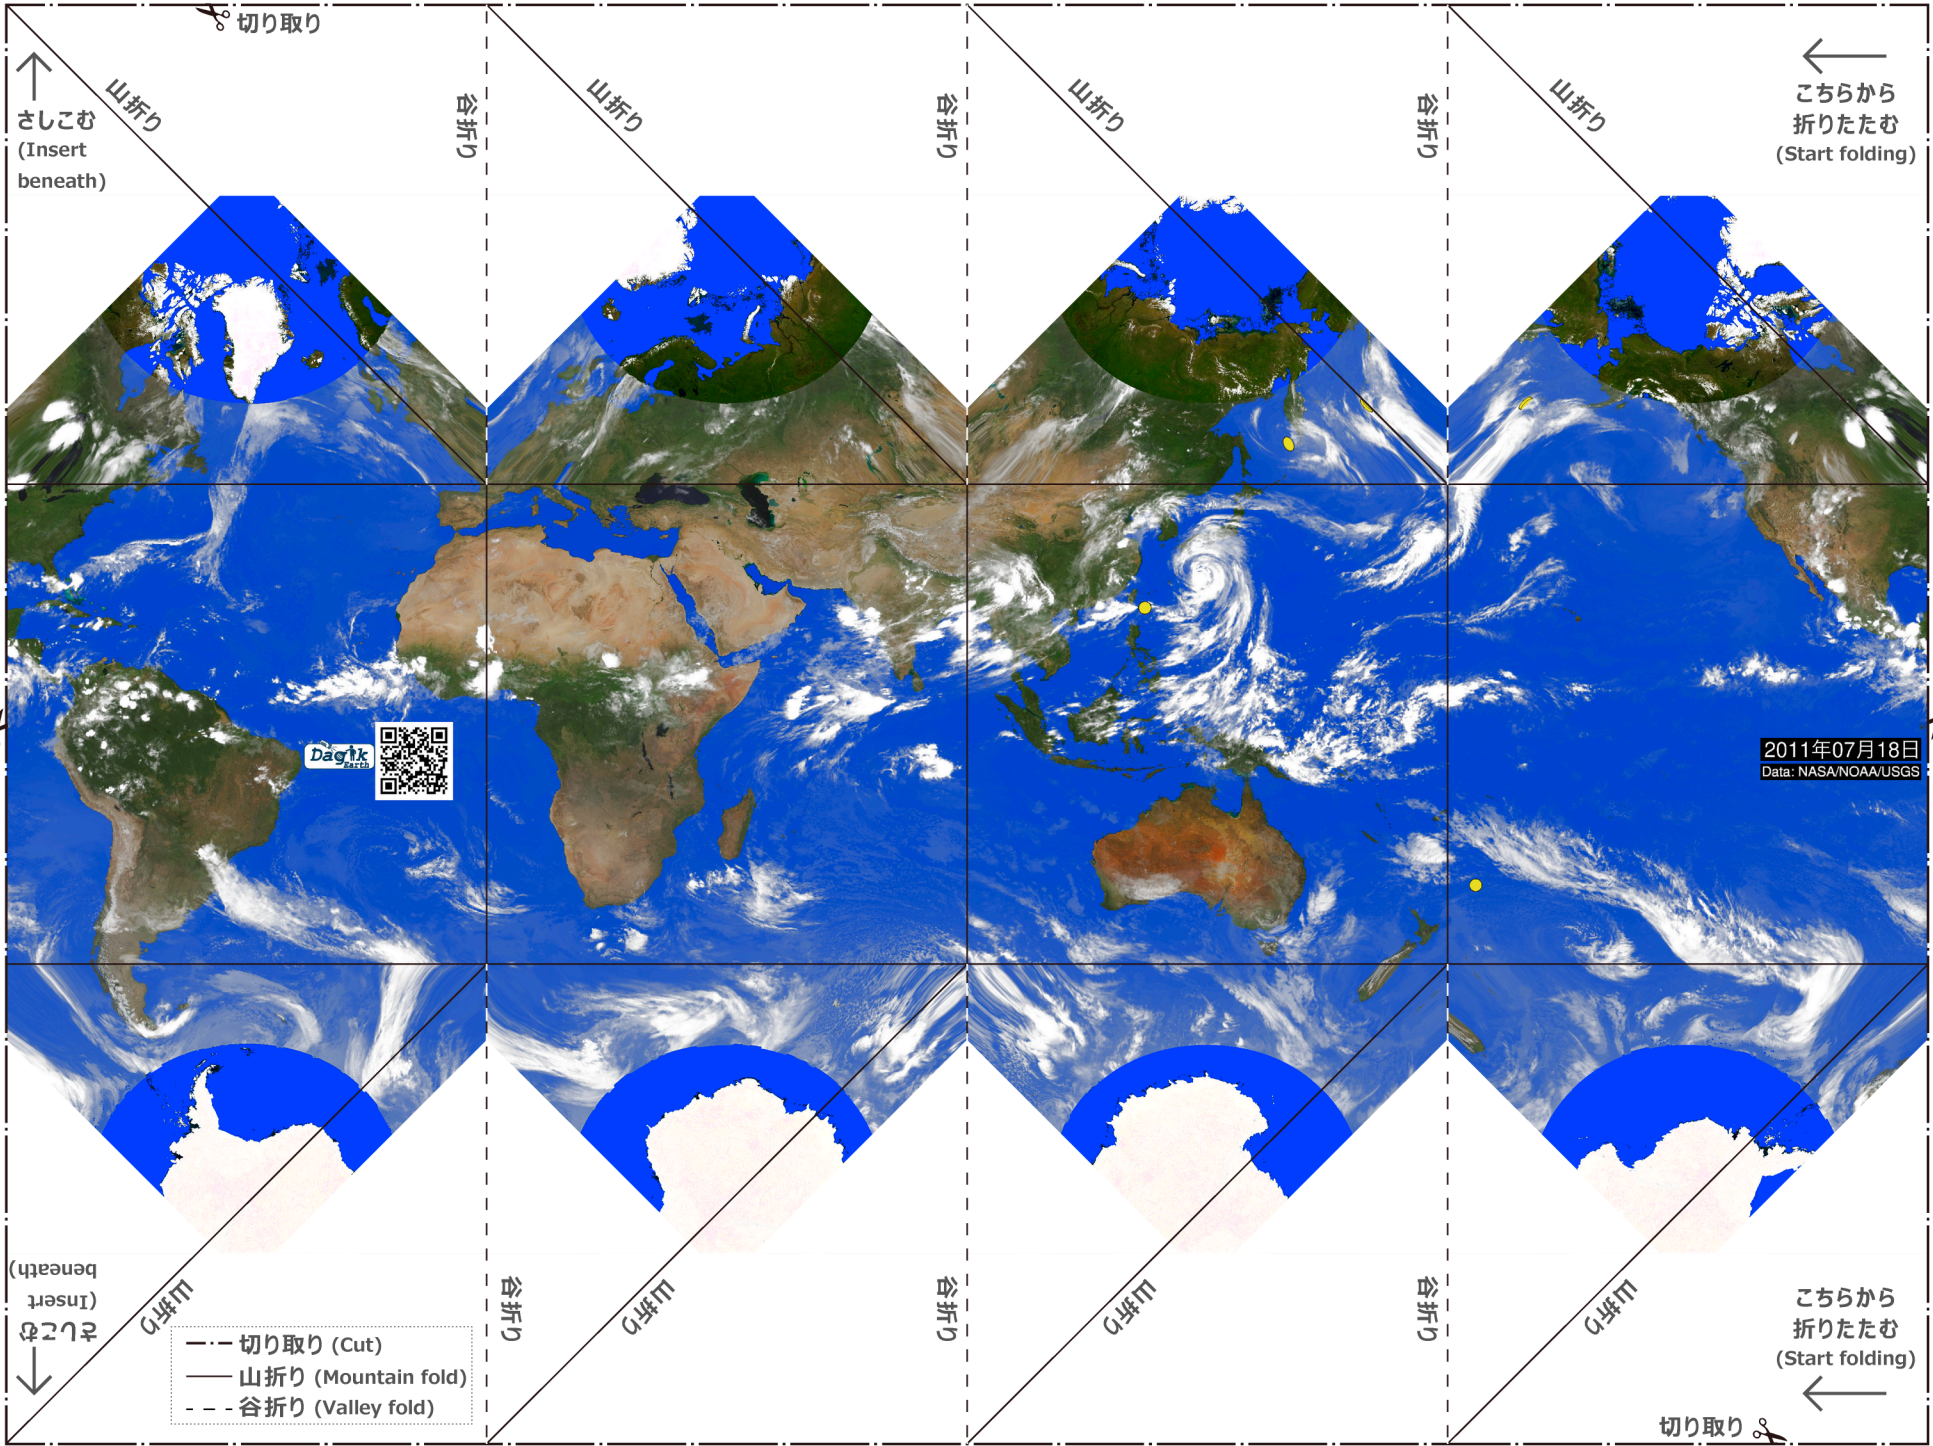 切り取り
山折り
谷折り
山折り
谷折り
山折り
谷折り
山折り
さしこむ
(Insert
beneath)
こちらから
折りたたむ
(Start folding)
Dagik
Earth
2011年07月18日
Data: NASA/NOAA/USGS
さしこむ
(Insert
beneath)
山折り
谷折り
山折り
谷折り
山折り
谷折り
山折り
こちらから
折りたたむ
(Start folding)
切り取り (Cut)
山折り (Mountain fold)
谷折り (Valley fold)
切り取り